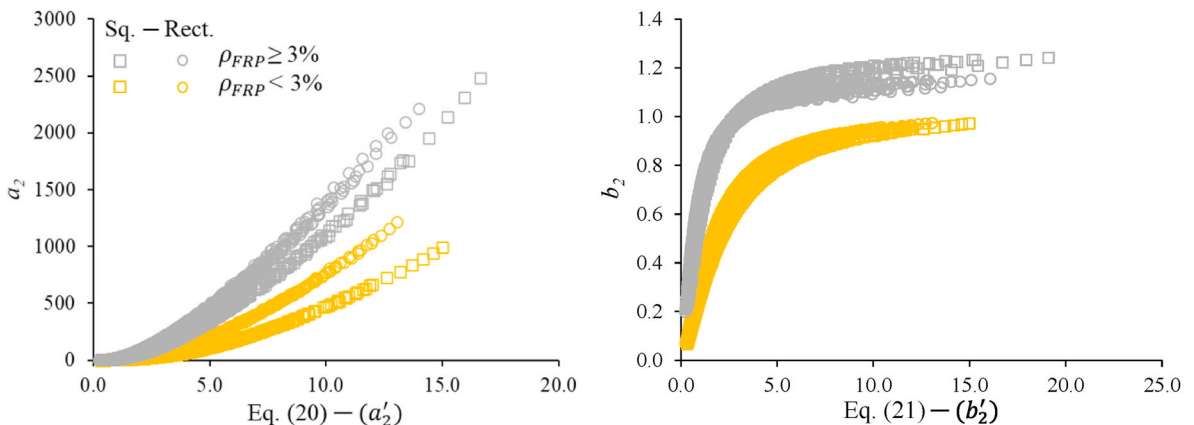 Sq. – Rect.
ρ_FRP ≥ 3%
ρ_FRP < 3%
a₂
3000
2500
2000
1500
1000
500
0
0.0 5.0 10.0 15.0 20.0
Eq. (20) – (a′₂)
b₂
1.4
1.2
1.0
0.8
0.6
0.4
0.2
0.0
0.0 5.0 10.0 15.0 20.0 25.0
Eq. (21) – (b′₂)